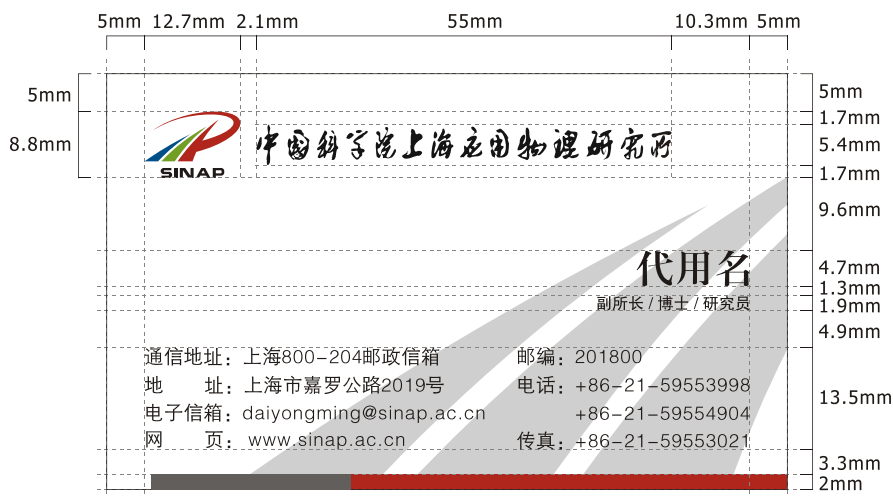 5mm 12.7mm 2.1mm 55mm 10.3mm 5mm
5mm 5mm
1.7mm
8.8mm 中国科学院上海应用物理研究所 5.4mm
SINAP 1.7mm
9.6mm
代用名 4.7mm
1.3mm
副所长 / 博士 / 研究员 1.9mm
4.9mm
通信地址：上海800-204邮政信箱 邮编：201800
地 址：上海市嘉罗公路2019号 电话：+86-21-59553998
13.5mm
电子信箱：daiyongming@sinap.ac.cn +86-21-59554904
网 页：www.sinap.ac.cn 传真：+86-21-59553021
3.3mm
2mm